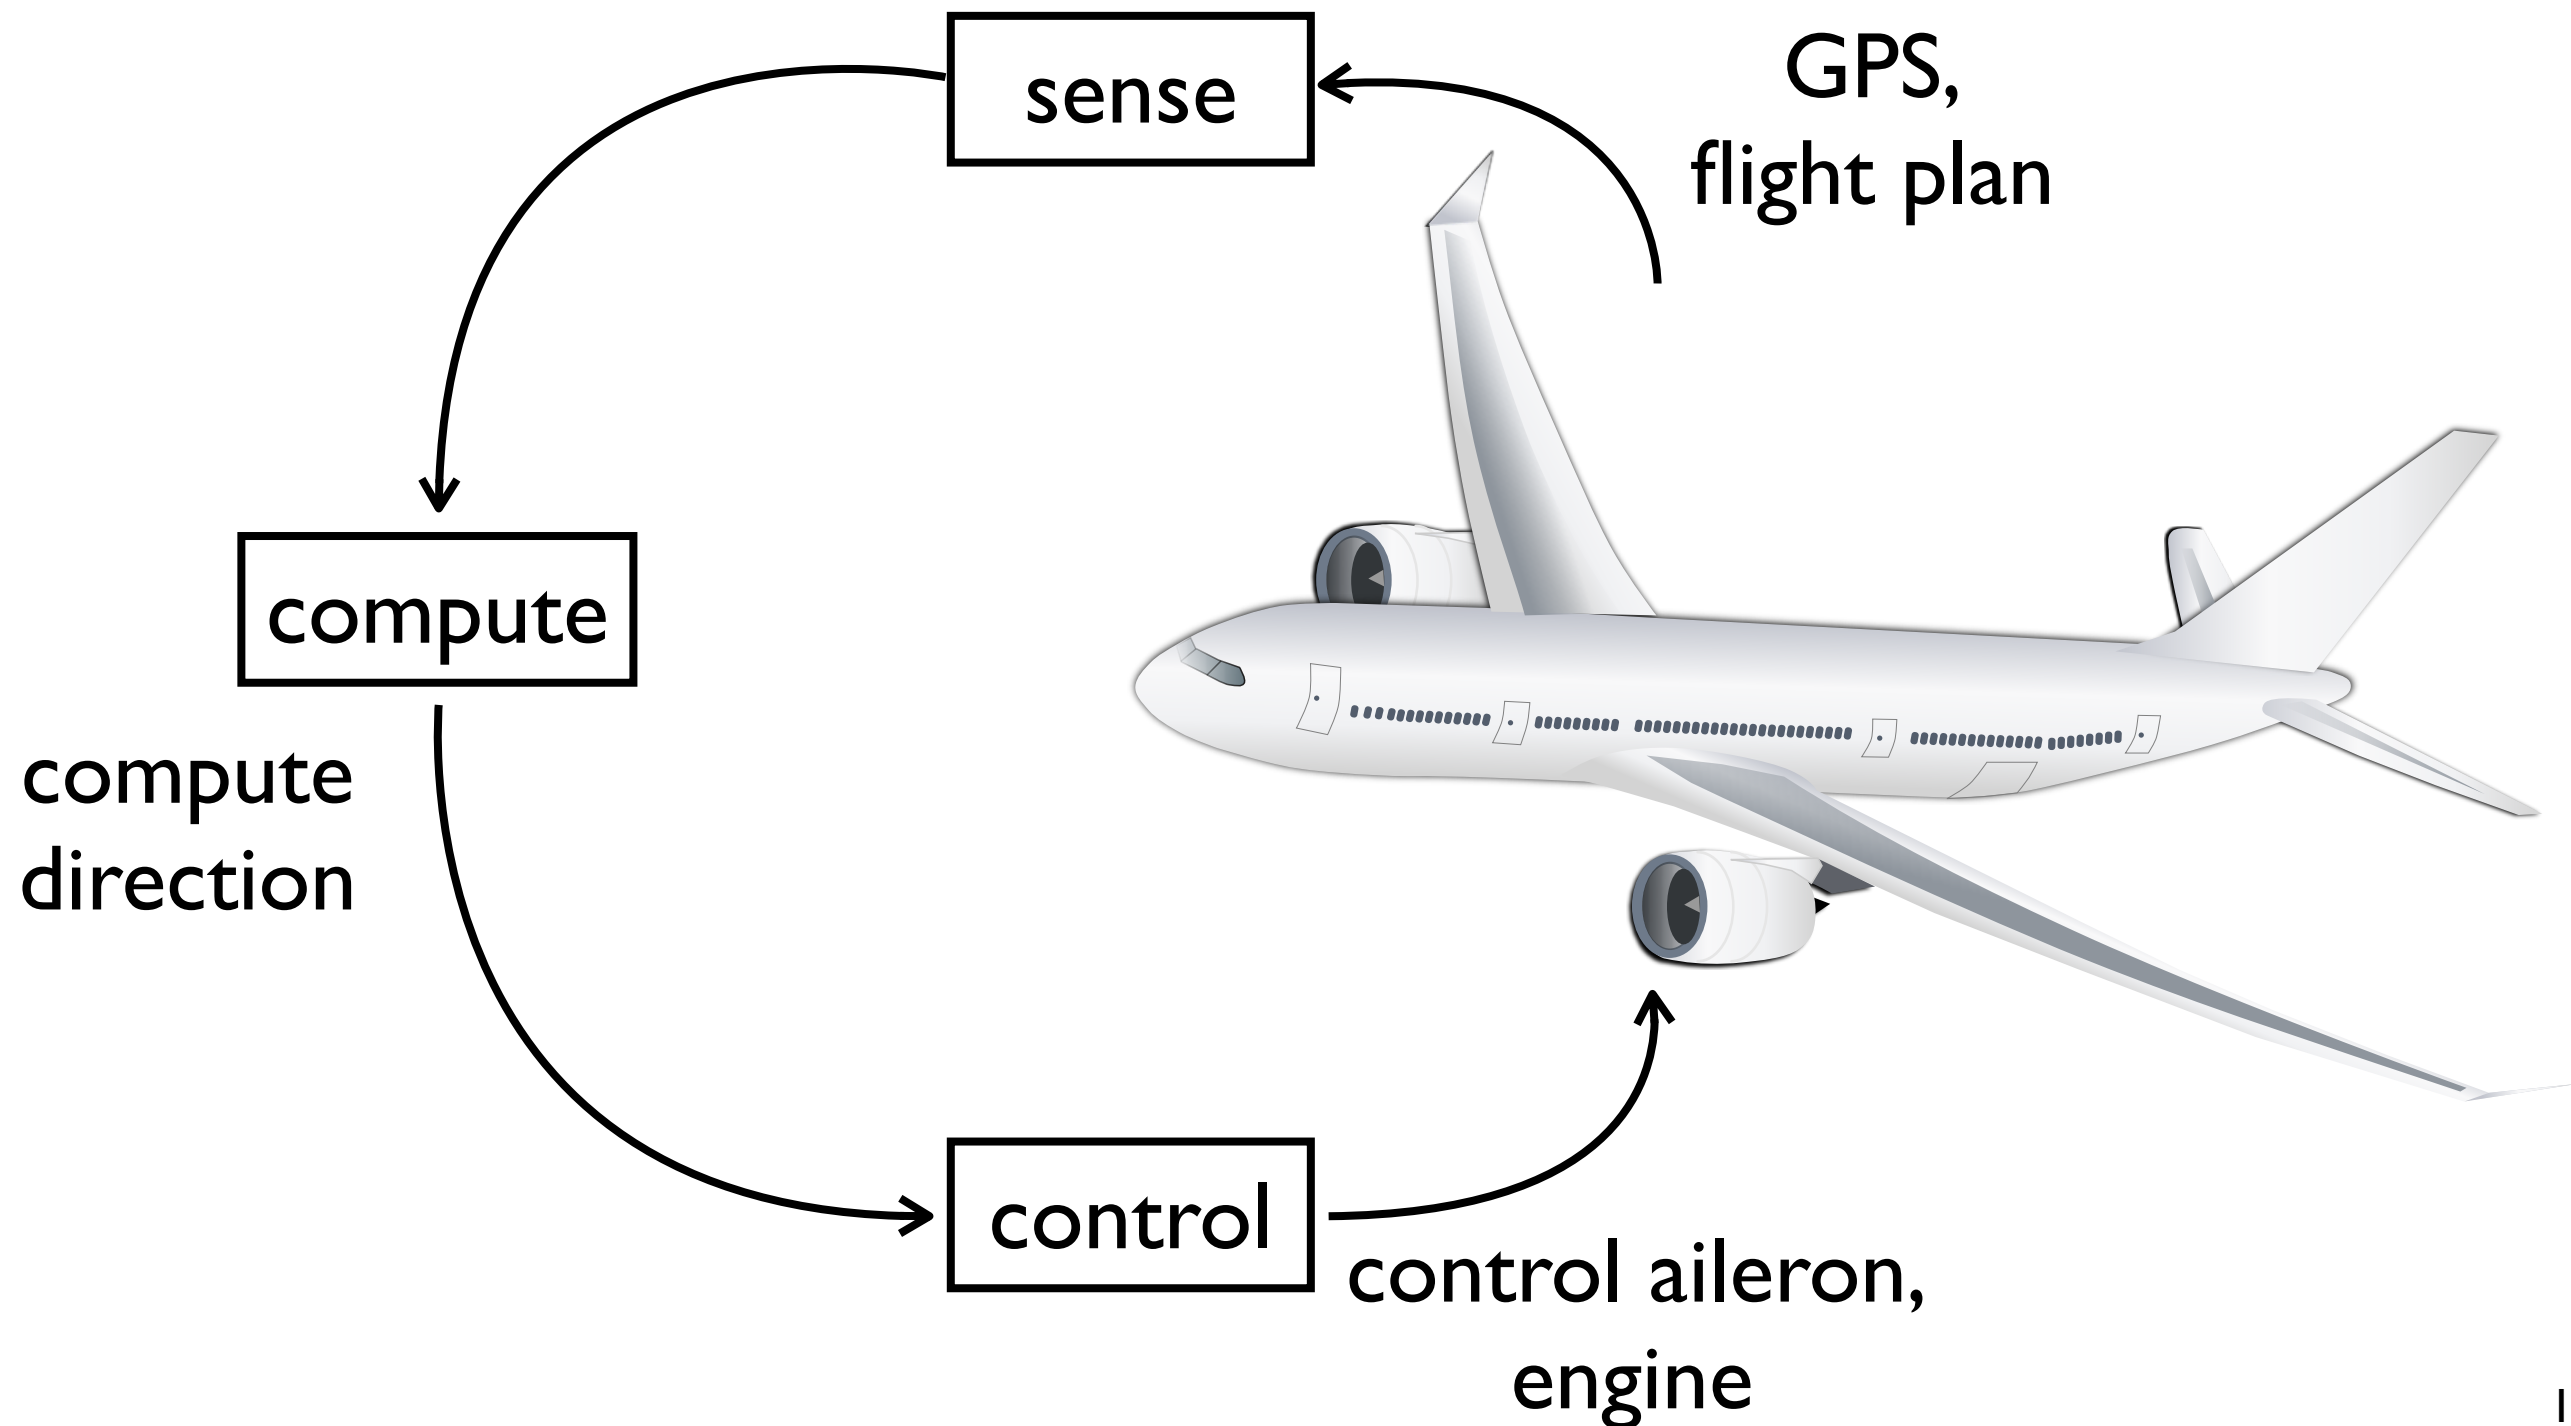 sense
GPS,
flight plan
compute
compute
direction
control
control aileron,
engine
1